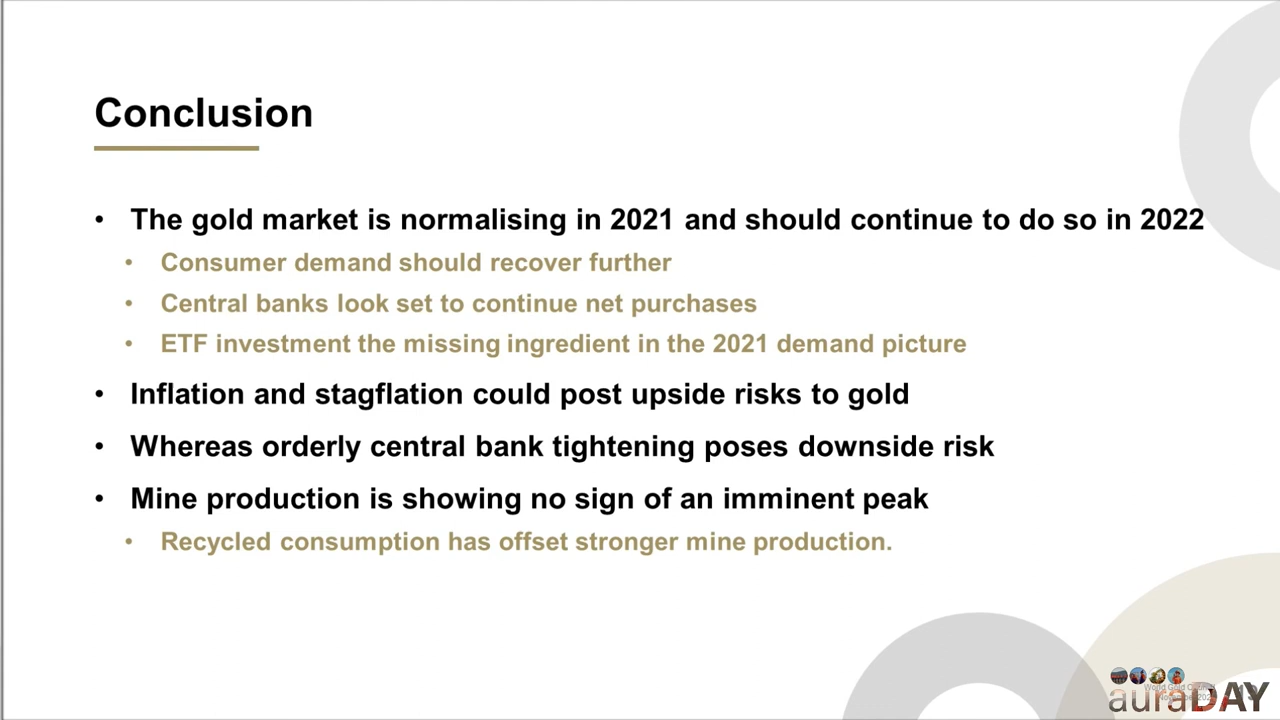 Conclusion
• The gold market is normalising in 2021 and should continue to do so in 2022
• Consumer demand should recover further
• Central banks look set to continue net purchases
• ETF investment the missing ingredient in the 2021 demand picture
• Inflation and stagflation could post upside risks to gold
• Whereas orderly central bank tightening poses downside risk
• Mine production is showing no sign of an imminent peak
• Recycled consumption has offset stronger mine production.
World Gold
auraDAY